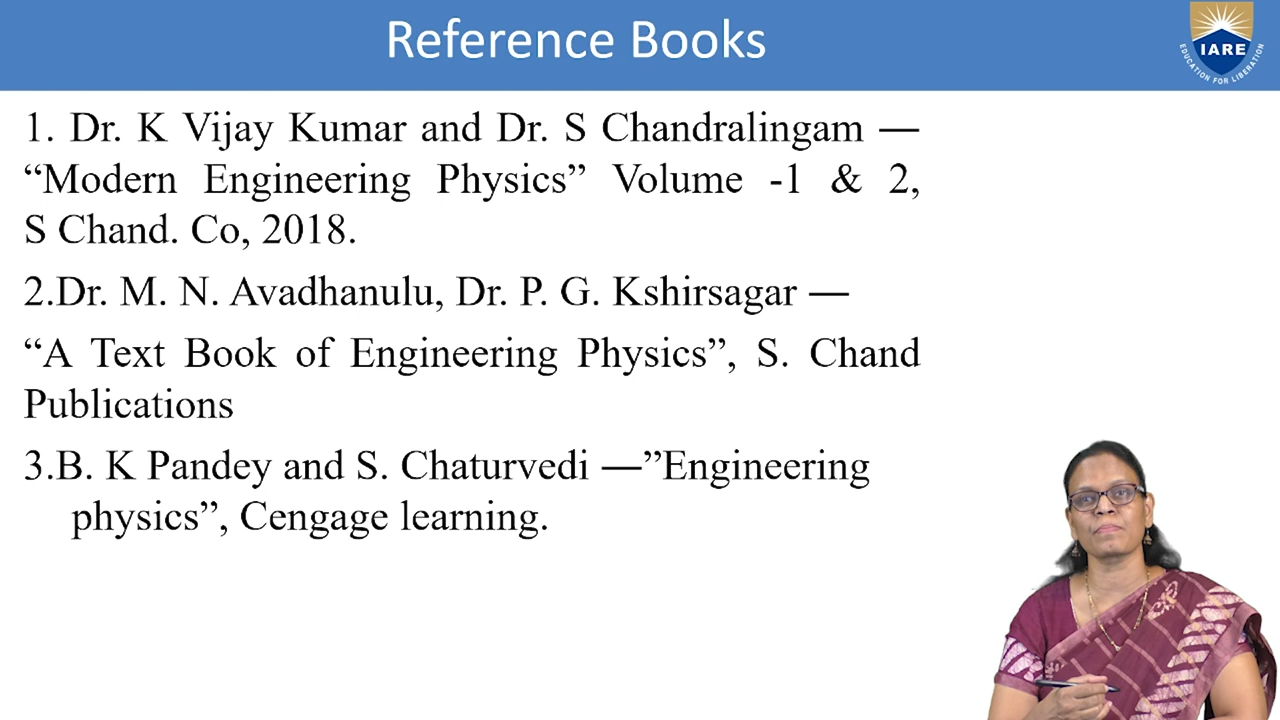 Reference Books
IARE
EDUCATION FOR LIBERATION
1. Dr. K Vijay Kumar and Dr. S Chandralingam —
“Modern Engineering Physics” Volume -1 & 2,
S Chand. Co, 2018.
2.Dr. M. N. Avadhanulu, Dr. P. G. Kshirsagar —
“A Text Book of Engineering Physics”, S. Chand
Publications
3.B. K Pandey and S. Chaturvedi —”Engineering
physics”, Cengage learning.